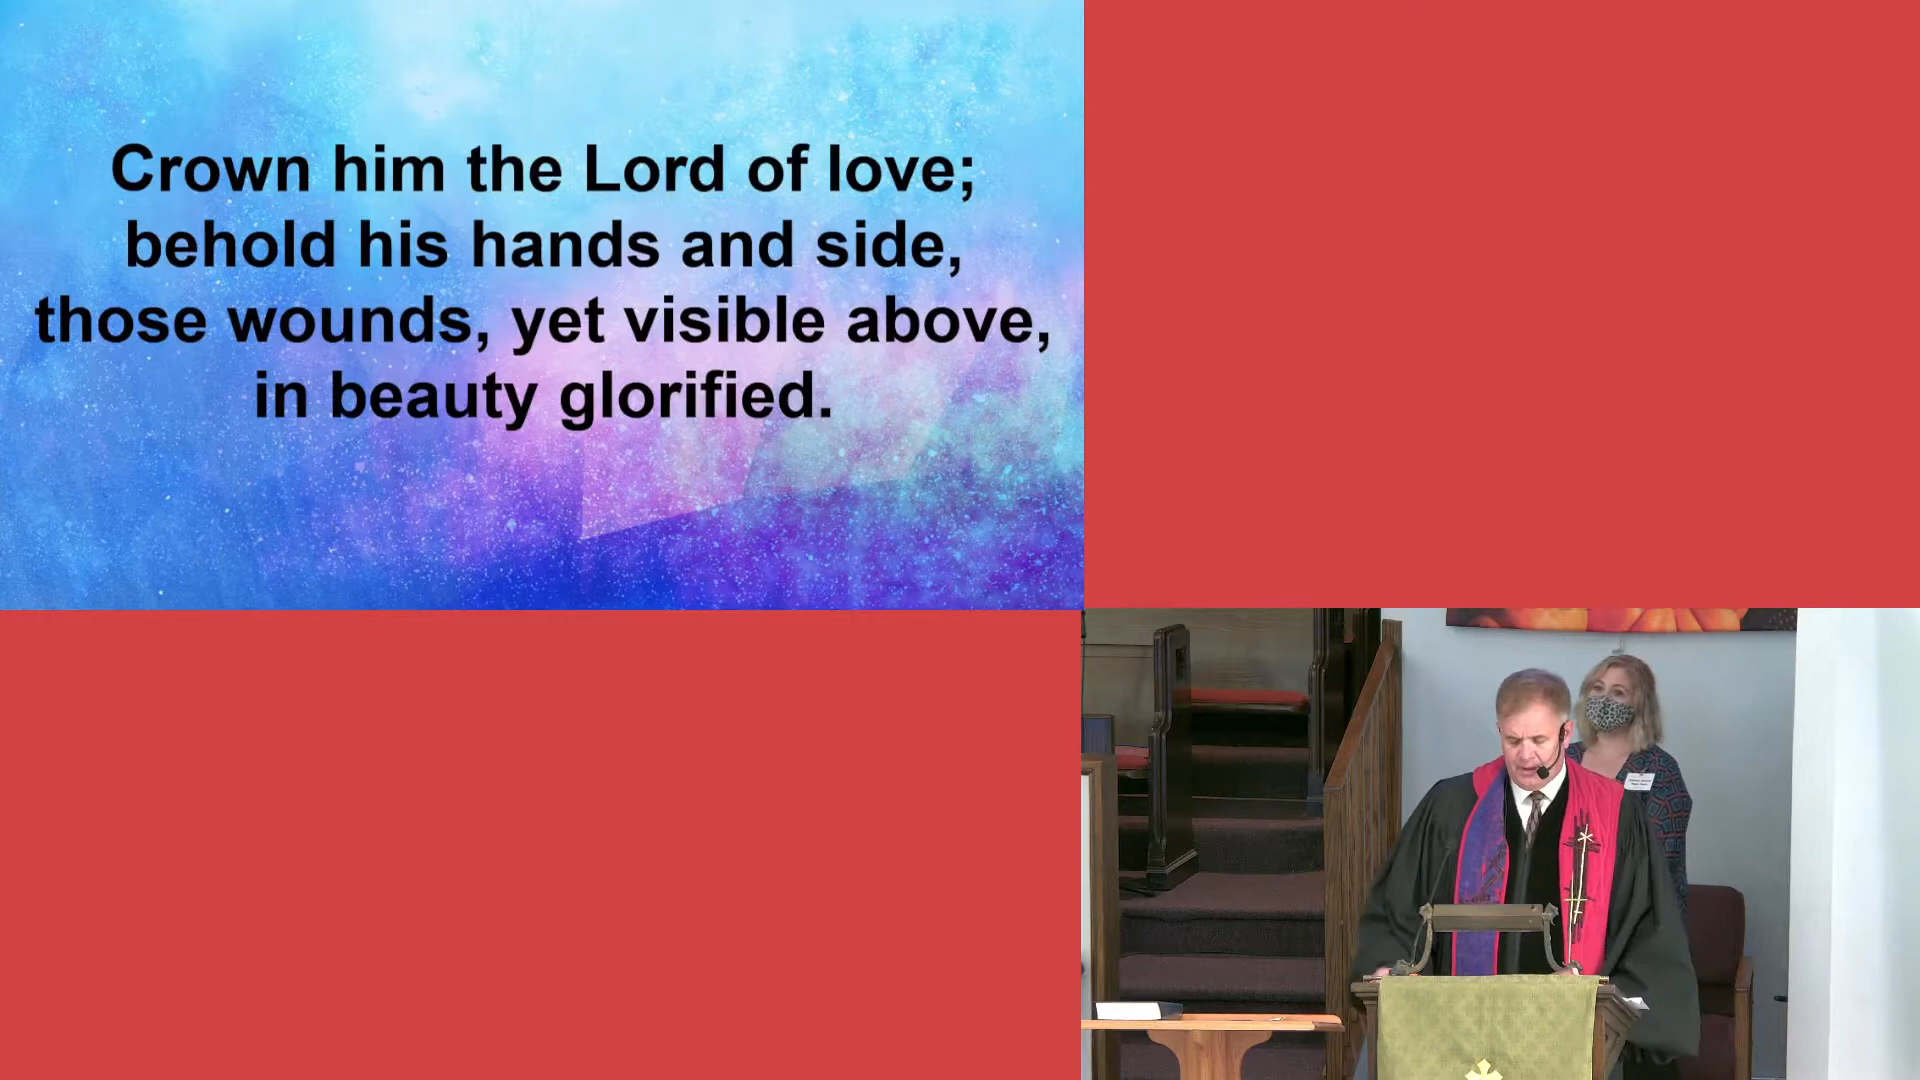 Crown him the Lord of love;
behold his hands and side,
those wounds, yet visible above,
in beauty glorified.